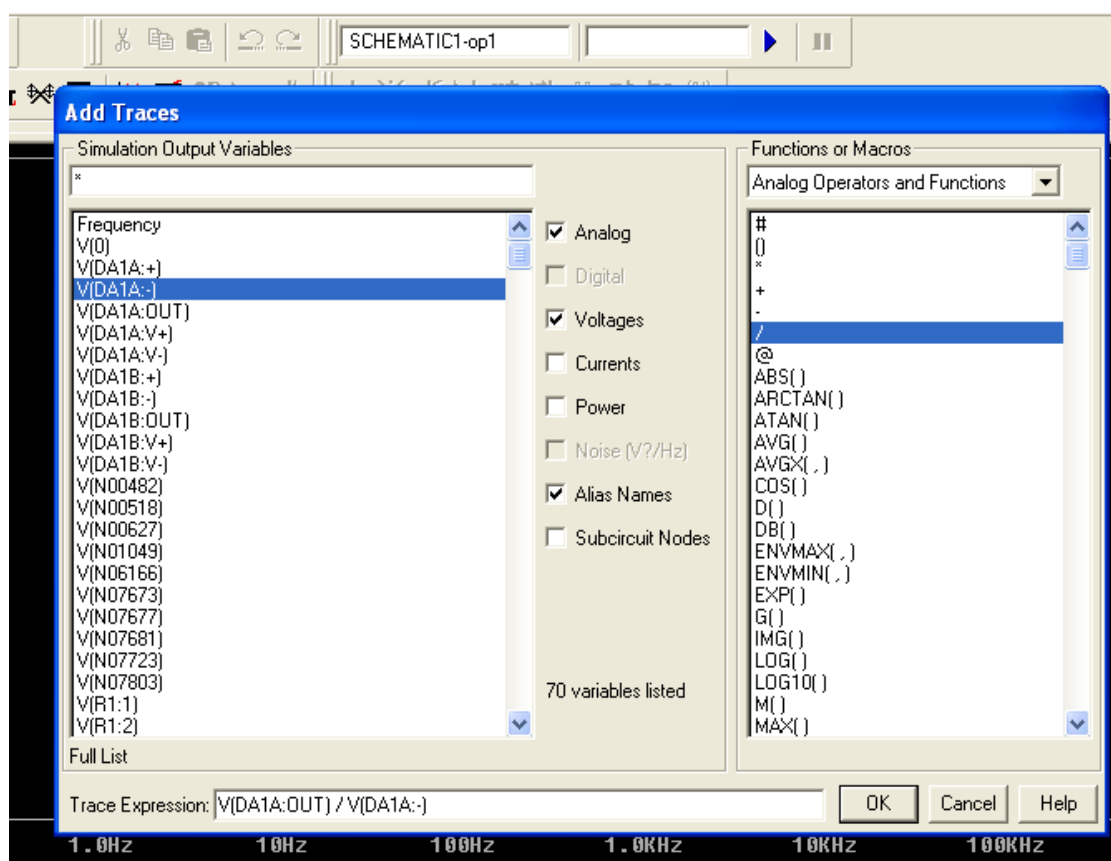 SCHEMATIC1-op1
Add Traces
Simulation Output Variables
*
Frequency
V(0)
V(DA1A:+)
V(DA1A:-)
V(DA1A:OUT)
V(DA1A:V+)
V(DA1A:V-)
V(DA1B:+)
V(DA1B:-)
V(DA1B:OUT)
V(DA1B:V+)
V(DA1B:V-)
V(N00482)
V(N00518)
V(N00627)
V(N01049)
V(N06166)
V(N07673)
V(N07677)
V(N07681)
V(N07723)
V(N07803)
V(R1:1)
V(R1:2)
Full List
Analog
Digital
Voltages
Currents
Power
Noise (V?/Hz)
Alias Names
Subcircuit Nodes
70 variables listed
Functions or Macros
Analog Operators and Functions
#
()
*
+
-
/
@
ABS( )
ARCTAN( )
ATAN( )
AVG( )
AVGX( , )
COS( )
D( )
DB( )
ENVMAX( , )
ENVMIN( , )
EXP( )
G( )
IMG( )
LOG( )
LOG10( )
M( )
MAX( )
Trace Expression: V(DA1A:OUT) / V(DA1A:-)
OK
Cancel
Help
1.0Hz 10Hz 100Hz 1.0KHz 10KHz 100KHz